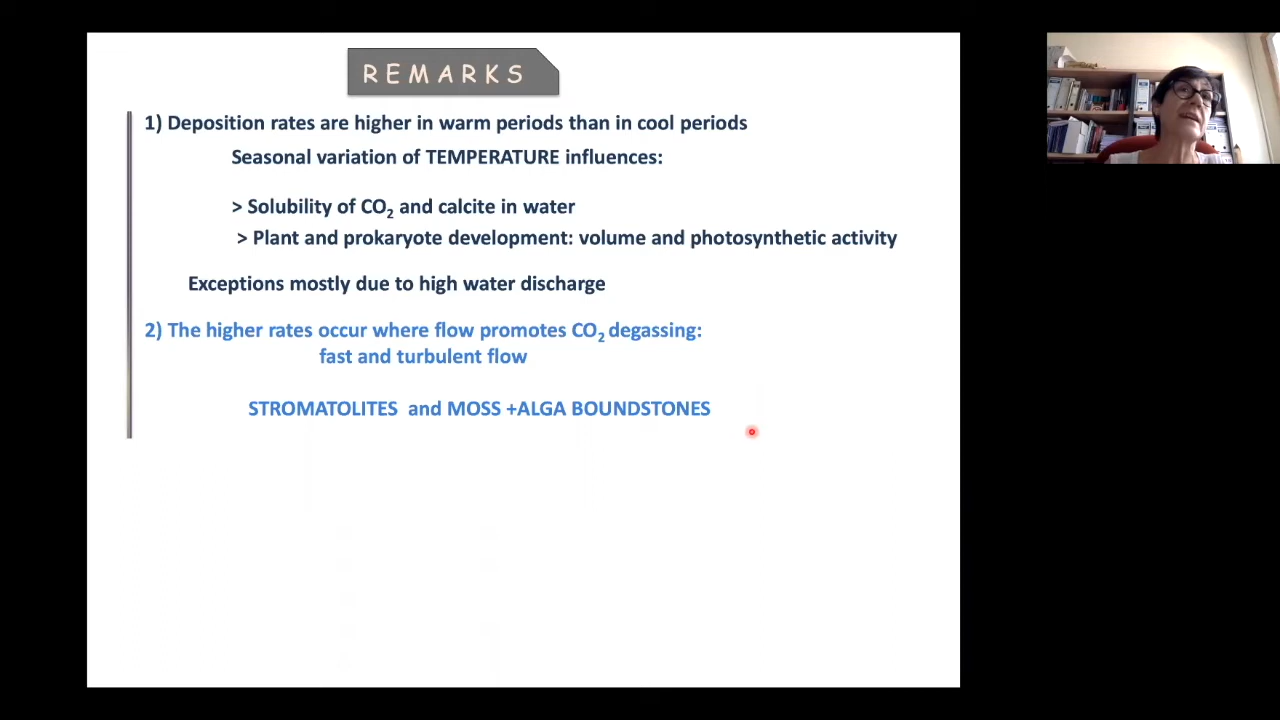 REMARKS
1) Deposition rates are higher in warm periods than in cool periods
Seasonal variation of TEMPERATURE influences:
> Solubility of CO₂ and calcite in water
> Plant and prokaryote development: volume and photosynthetic activity
Exceptions mostly due to high water discharge
2) The higher rates occur where flow promotes CO₂ degassing:
fast and turbulent flow
STROMATOLITES and MOSS +ALGA BOUNDSTONES